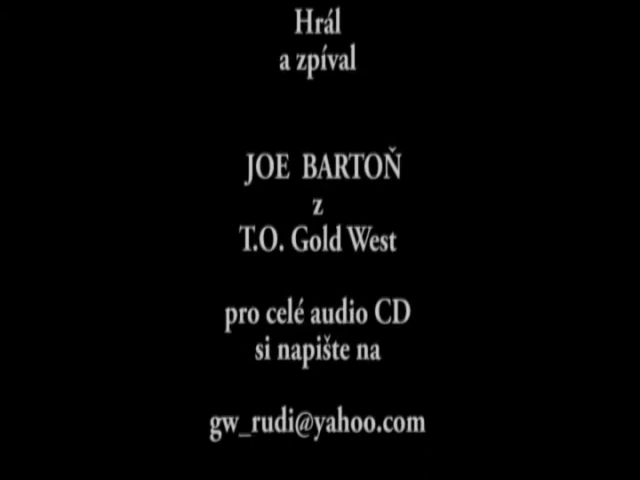 Hrál
a zpíval
JOE BARTOŇ
z
T.O. Gold West
pro celé audio CD
si napište na
gw_rudi@yahoo.com